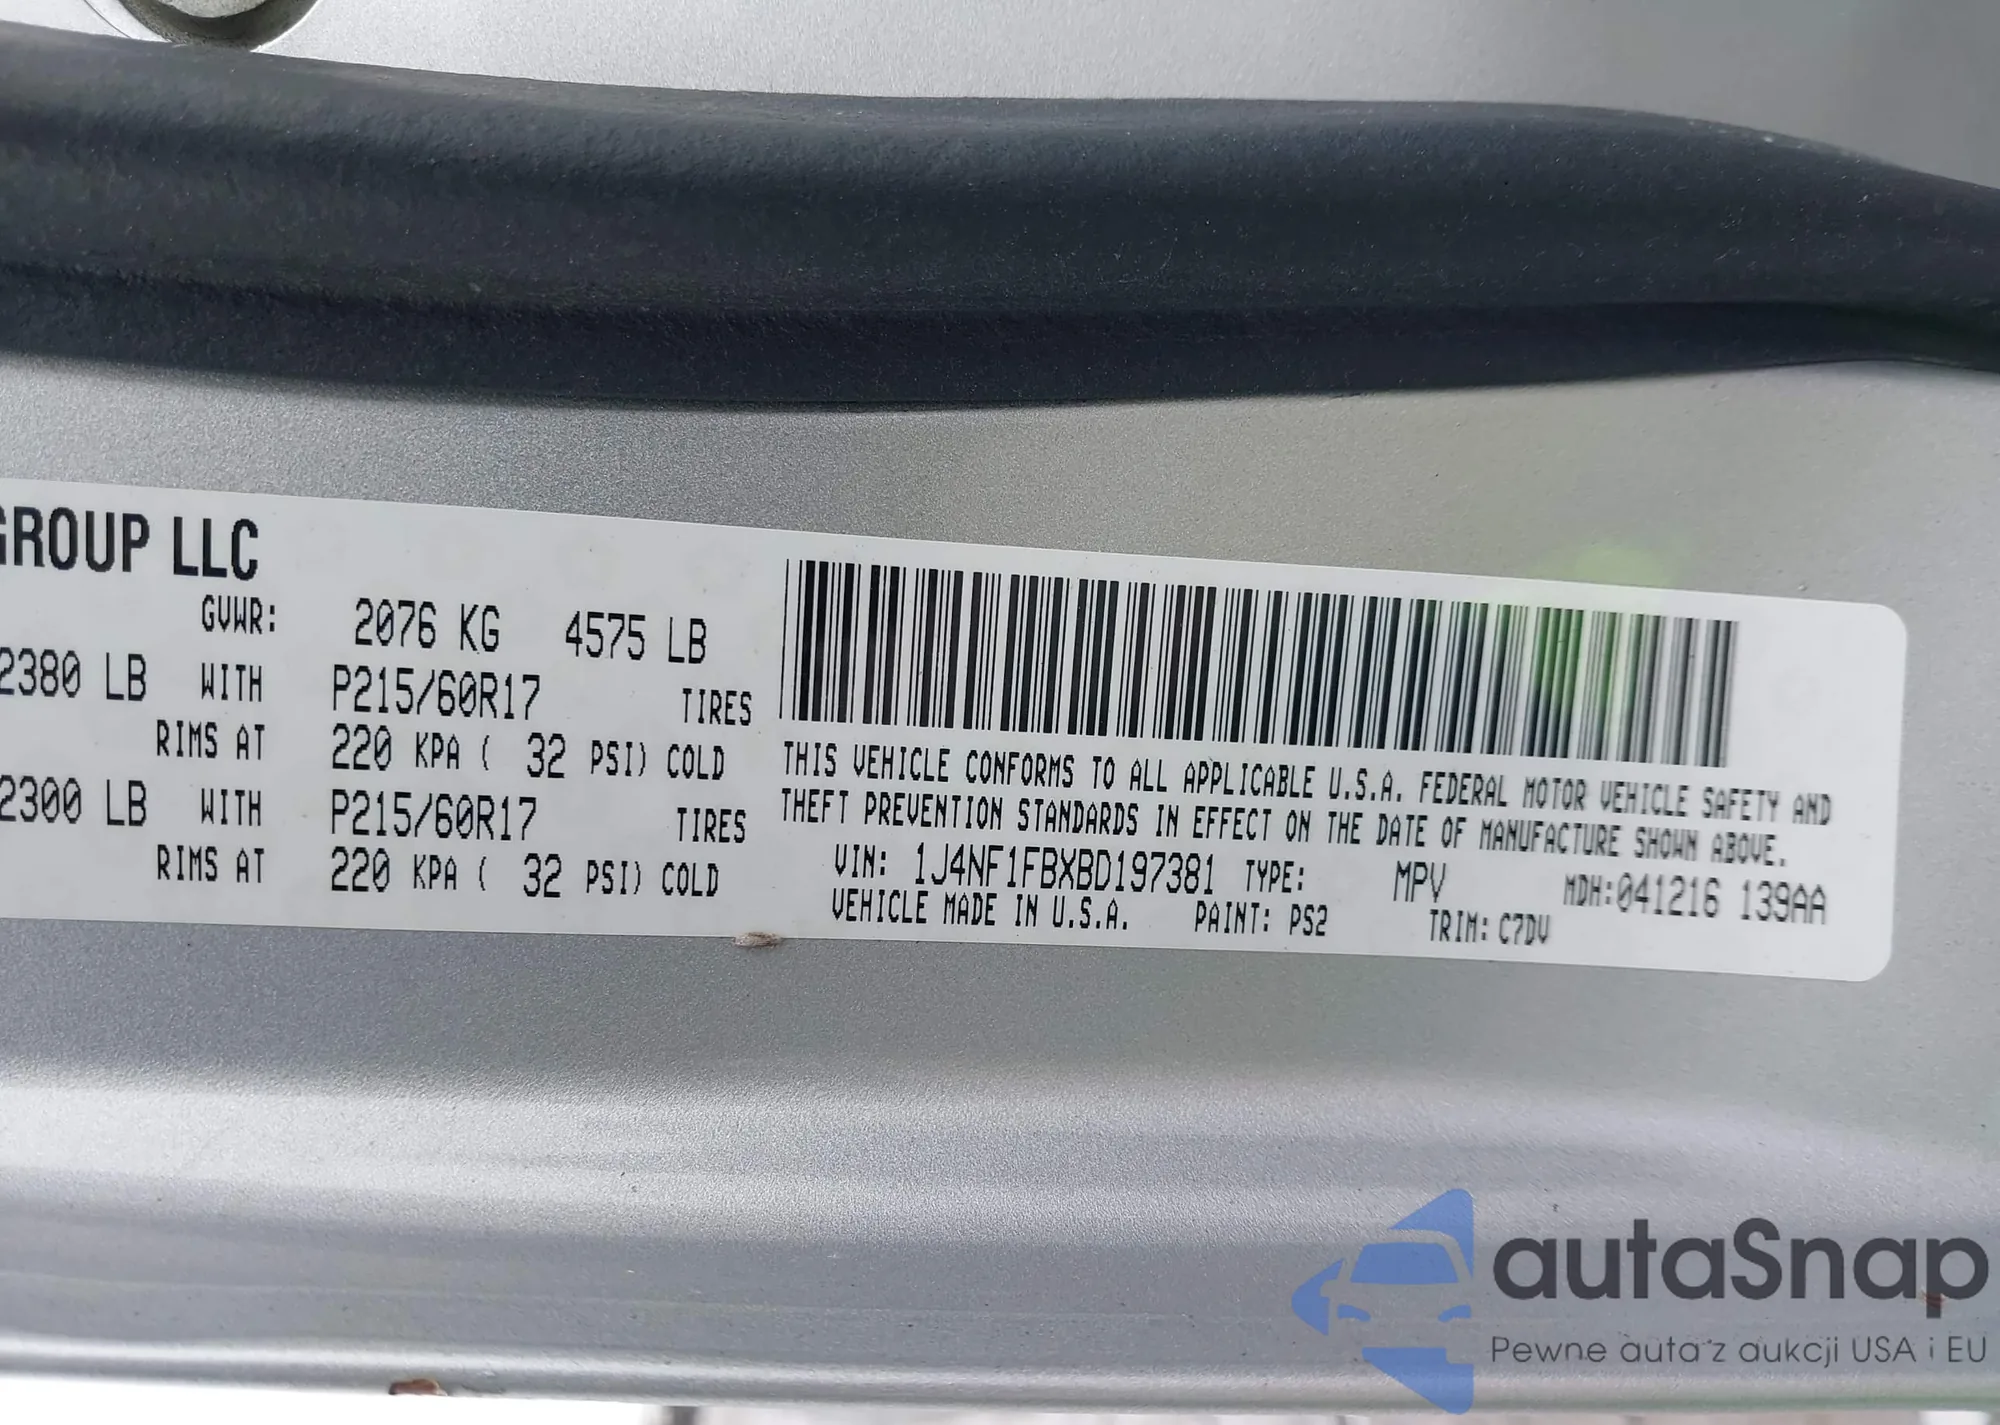 GROUP LLC
GVWR: 2076 KG 4575 LB
2380 LB WITH P215/60R17 TIRES
RIMS AT 220 KPA ( 32 PSI) COLD
2300 LB WITH P215/60R17 TIRES
RIMS AT 220 KPA ( 32 PSI) COLD
THIS VEHICLE CONFORMS TO ALL APPLICABLE U.S.A. FEDERAL MOTOR VEHICLE SAFETY AND
THEFT PREVENTION STANDARDS IN EFFECT ON THE DATE OF MANUFACTURE SHOWN ABOVE.
VIN: 1J4NF1FBXBD197381 TYPE: MPV MDH:041216 139AA
VEHICLE MADE IN U.S.A. PAINT: PS2 TRIM: C7DV
autaSnap
Pewne auta z aukcji USA i EU